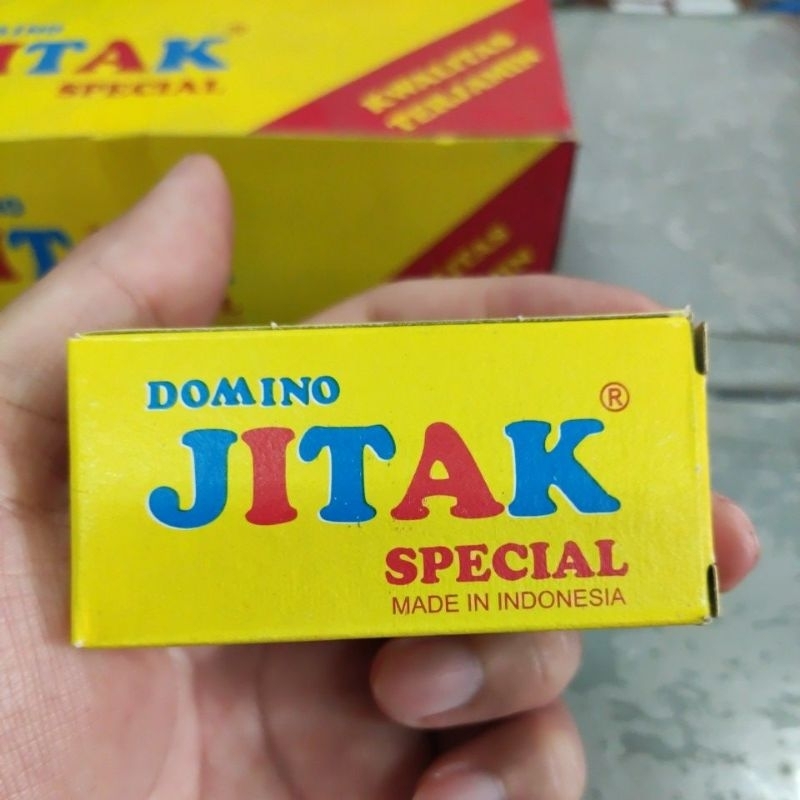 JITAK
SPECIAL
KWALITAS
TERJAMIN
DOMINO
JITAK
®
SPECIAL
MADE IN INDONESIA